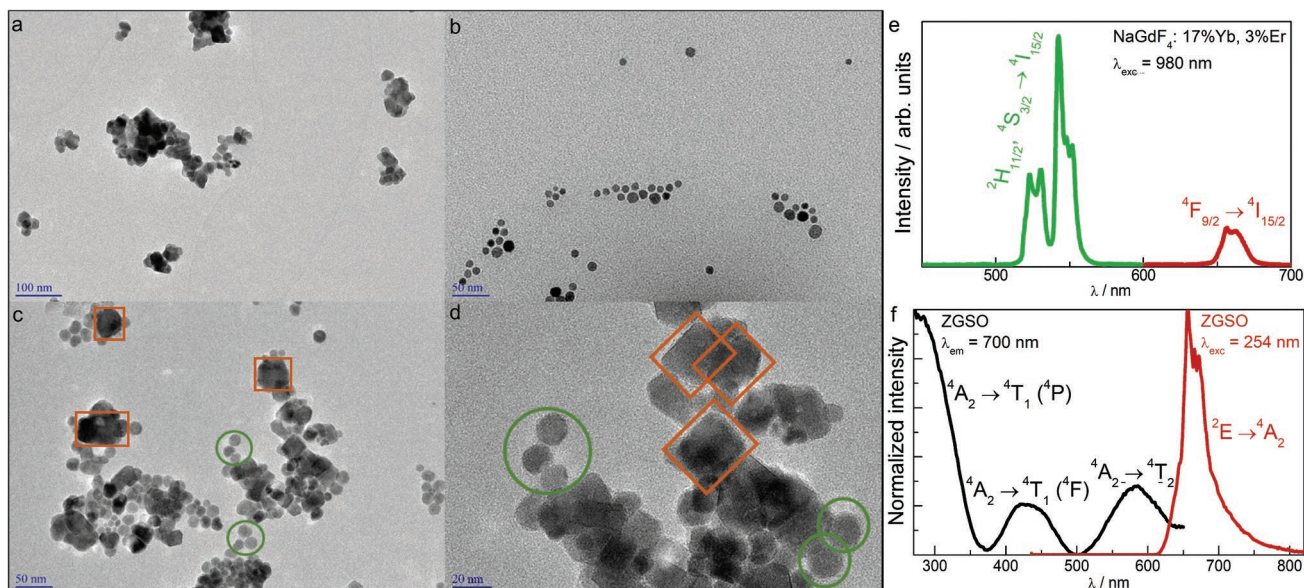 a
100 nm
b
50 nm
c
50 nm
d
20 nm
e
NaGdF₄: 17%Yb, 3%Er
λexc = 980 nm
²H₁₁/₂, ⁴S₃/₂ → ⁴I₁₅/₂
⁴F₉/₂ → ⁴I₁₅/₂
Intensity / arb. units
500 600 700
λ / nm
f
ZGSO
λem = 700 nm
ZGSO
λexc = 254 nm
⁴A₂ → ⁴T₁ (⁴P)
²E → ⁴A₂
⁴A₂ → ⁴T₁ (⁴F)
⁴A₂ → ⁴T₂
Normalized intensity
300 400 500 600 700 800
λ / nm